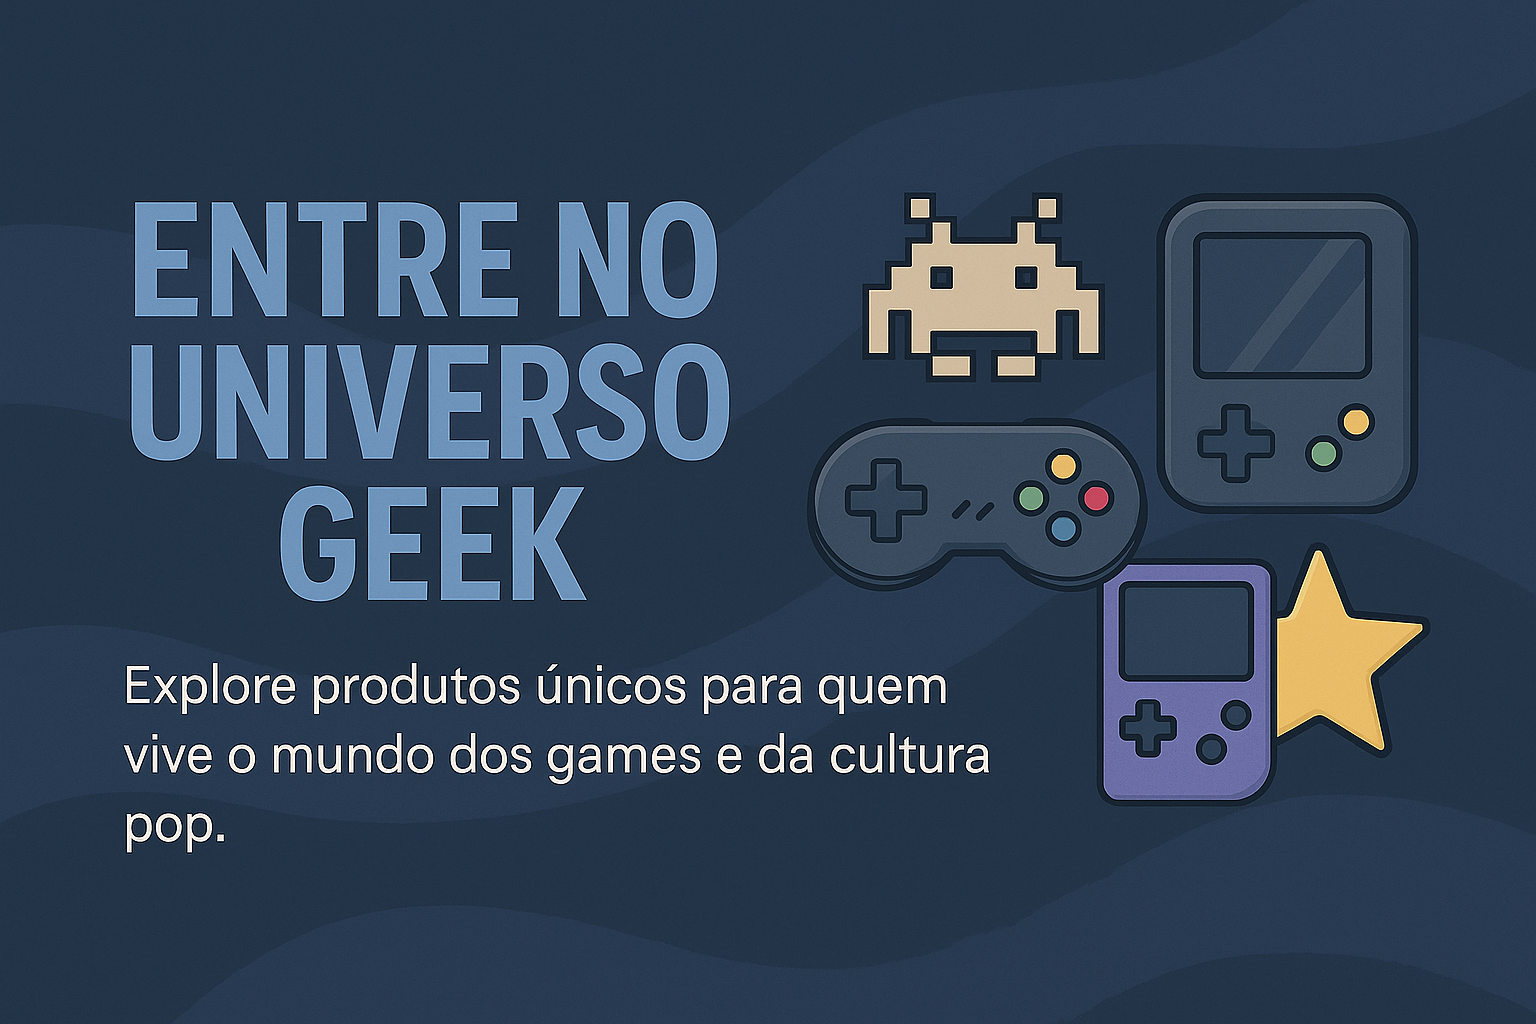 ENTRE NO
UNIVERSO
GEEK
Explore produtos únicos para quem
vive o mundo dos games e da cultura
pop.